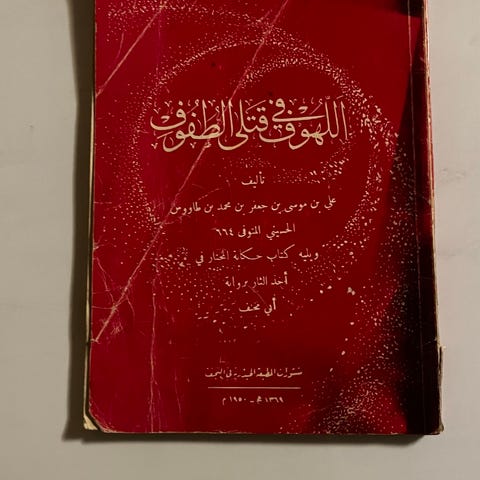 اللهوف في قتلى الطفوف
تأليف
علي بن موسى بن جعفر بن محمد بن طاووس
الحسيني المتوفى ٦٦٤
ويليه كتاب حكاية المختار في
أخذ الثار برواية
أبي مخنف
منشورات المطبعة الحيدرية في النجف
١٣٦٩ هـ - ١٩٥٠ م